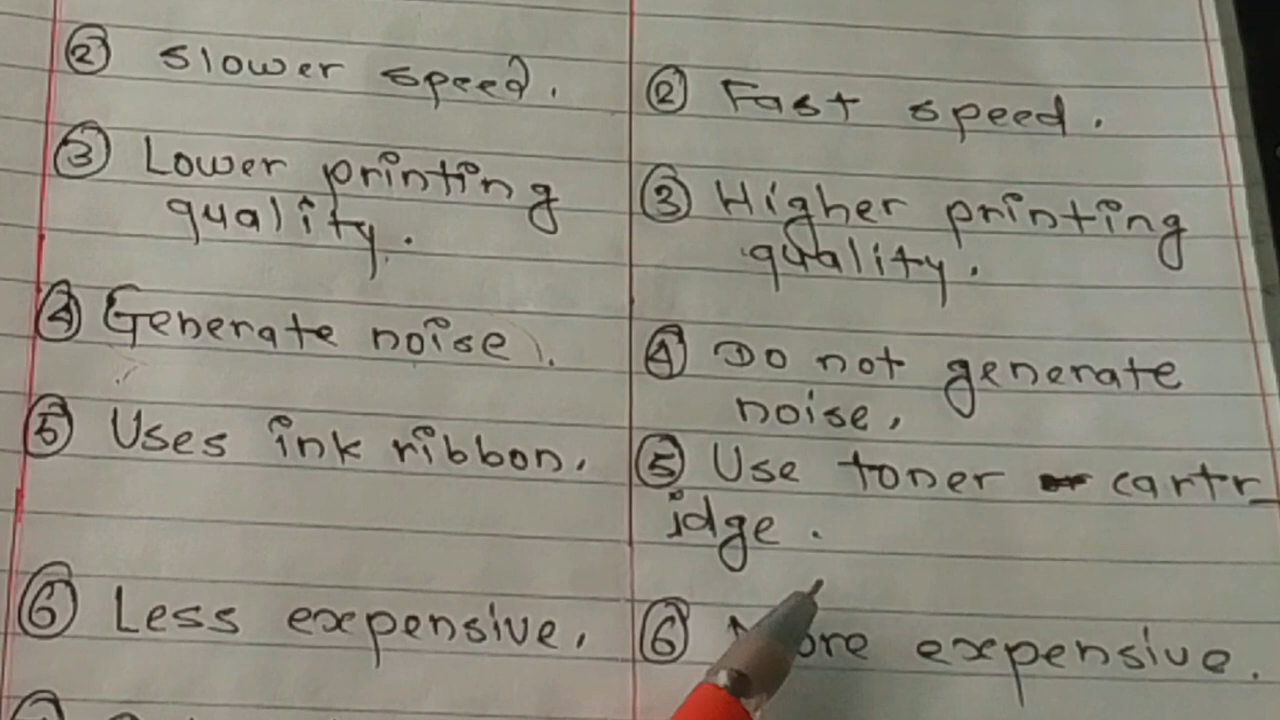 ② Slower speed.
③ Lower printing
quality.
④ Generate noise.
⑤ Uses ink ribbon.
⑥ Less expensive.
② Fast speed.
③ Higher printing
quality.
④ Do not generate
noise.
⑤ Use toner cartr
idge.
⑥ More expensive.